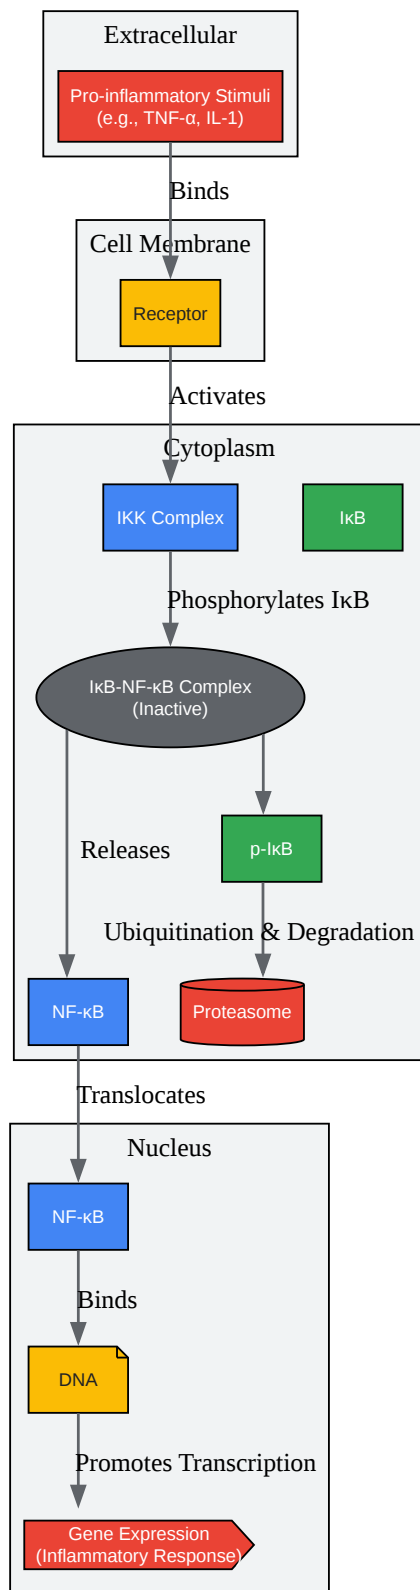 Extracellular
Pro-inflammatory Stimuli
(e.g., TNF-α, IL-1)
Binds
Cell Membrane
Receptor
Activates
Cytoplasm
IKK Complex
IκB
Phosphorylates IκB
IκB-NF-κB Complex
(Inactive)
Releases
p-IκB
Ubiquitination & Degradation
NF-κB
Proteasome
Translocates
Nucleus
NF-κB
Binds
DNA
Promotes Transcription
Gene Expression
(Inflammatory Response)